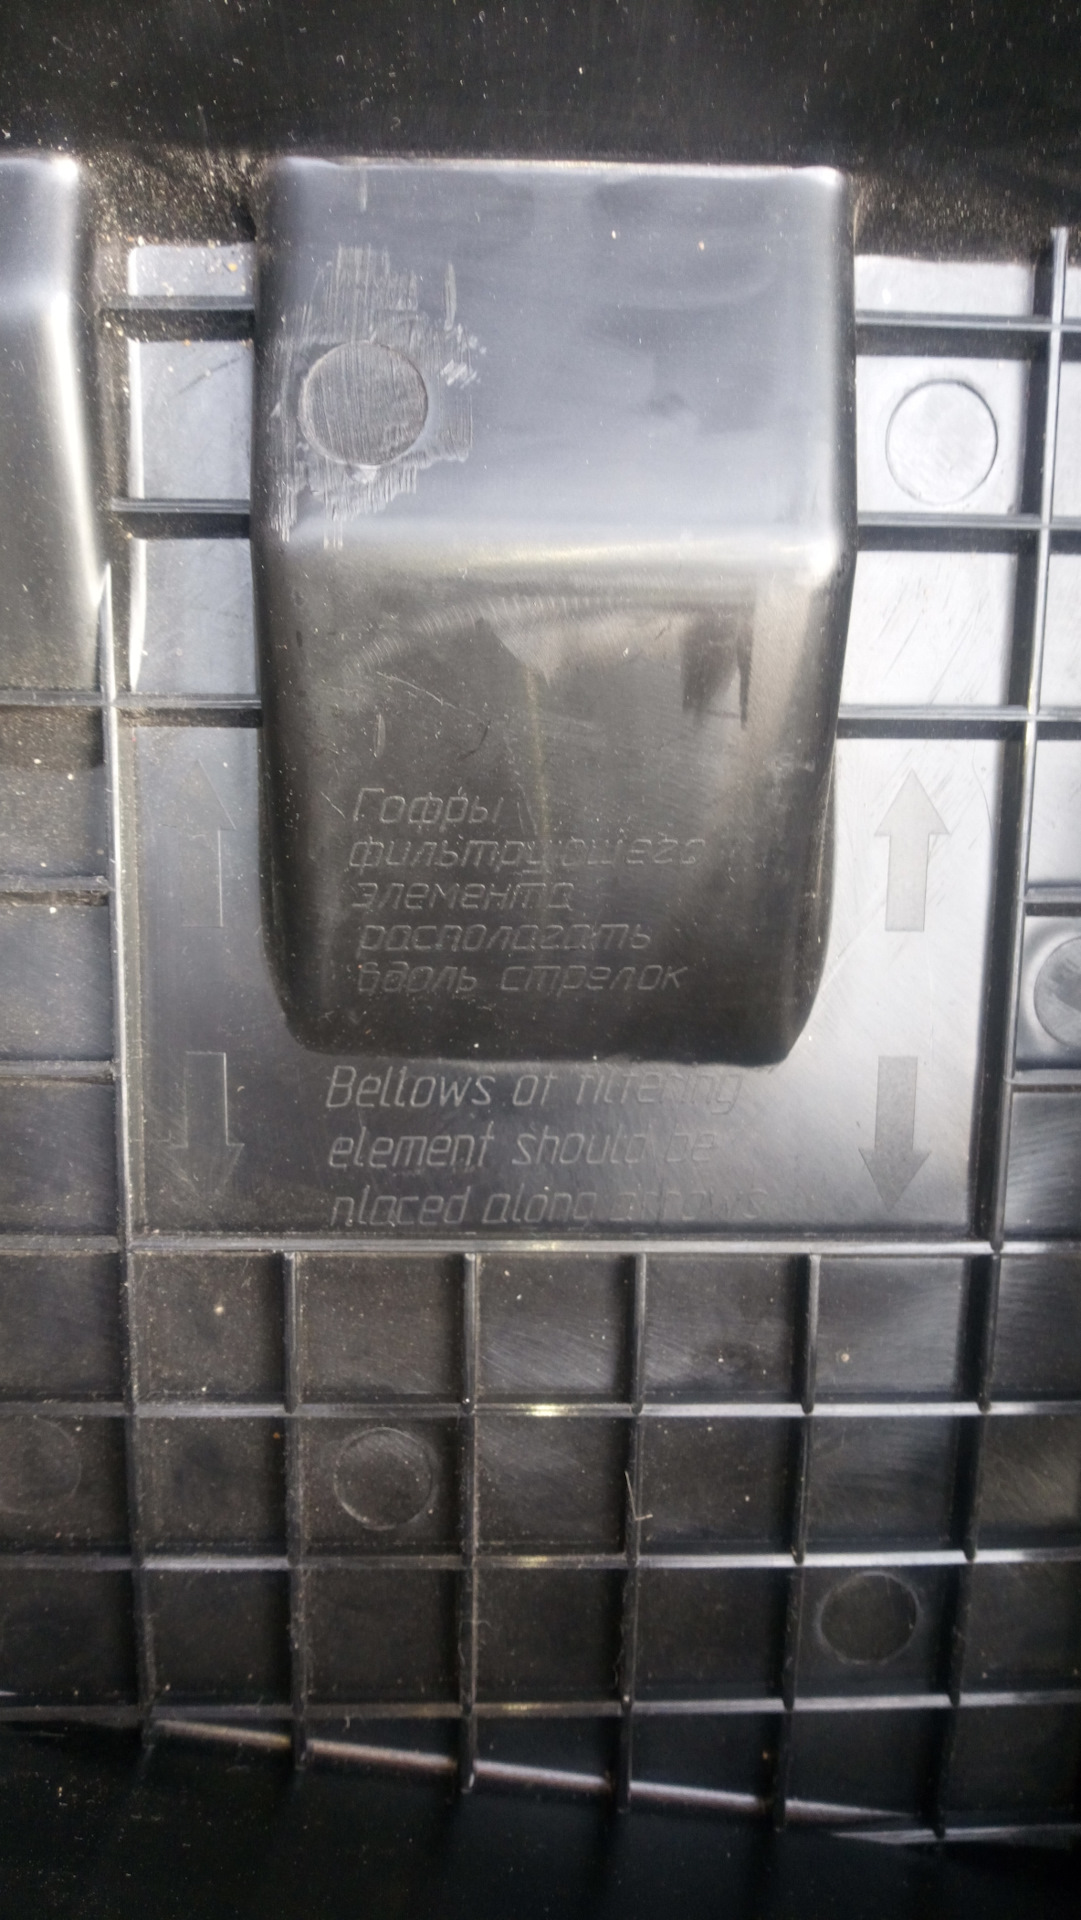 Гофры
фильтрующего
элемента
располагать
вдоль стрелок
Bellows of filtering
element should be
placed along arrows